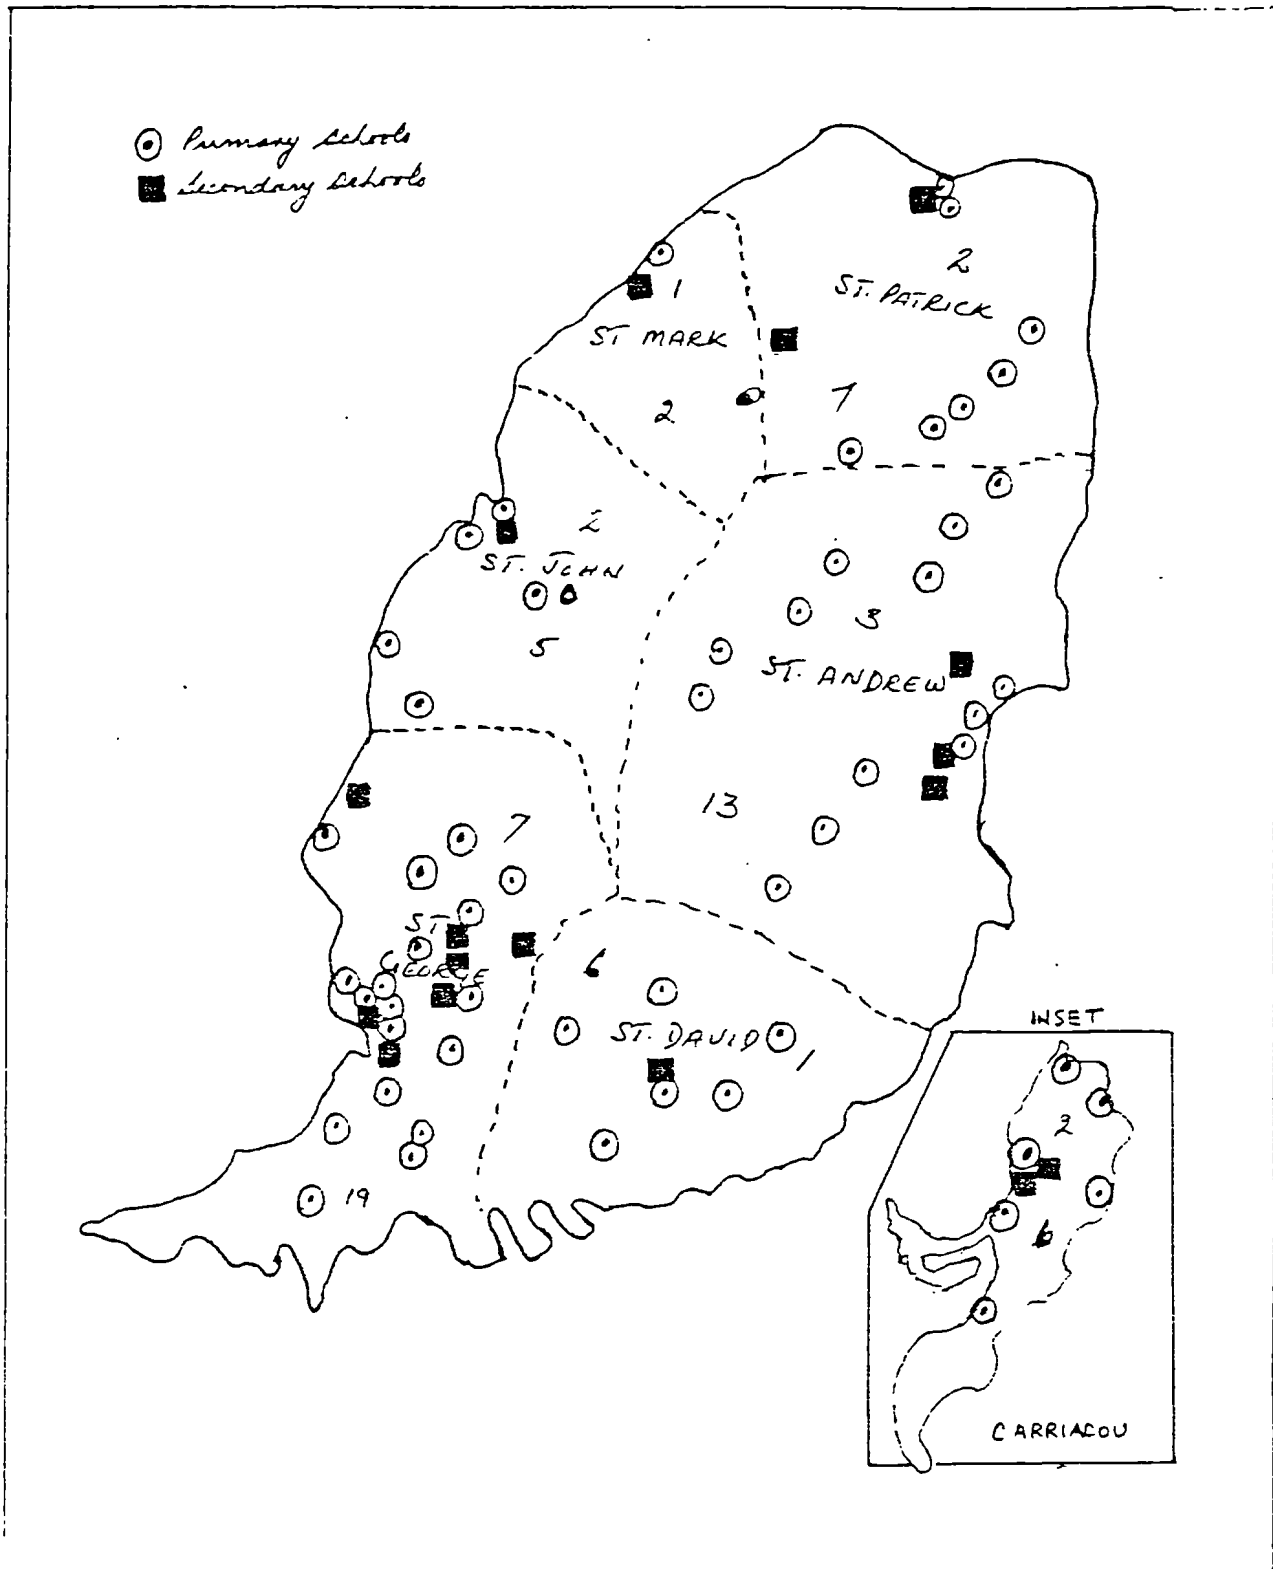 Primary Schools
Secondary Schools
2
ST. PATRICK
1
ST MARK
2
7
2
ST. JOHN
5
3
ST. ANDREW
13
7
ST
GEORGE
6
ST. DAVID
1
19
INSET
2
6
CARRIACOU